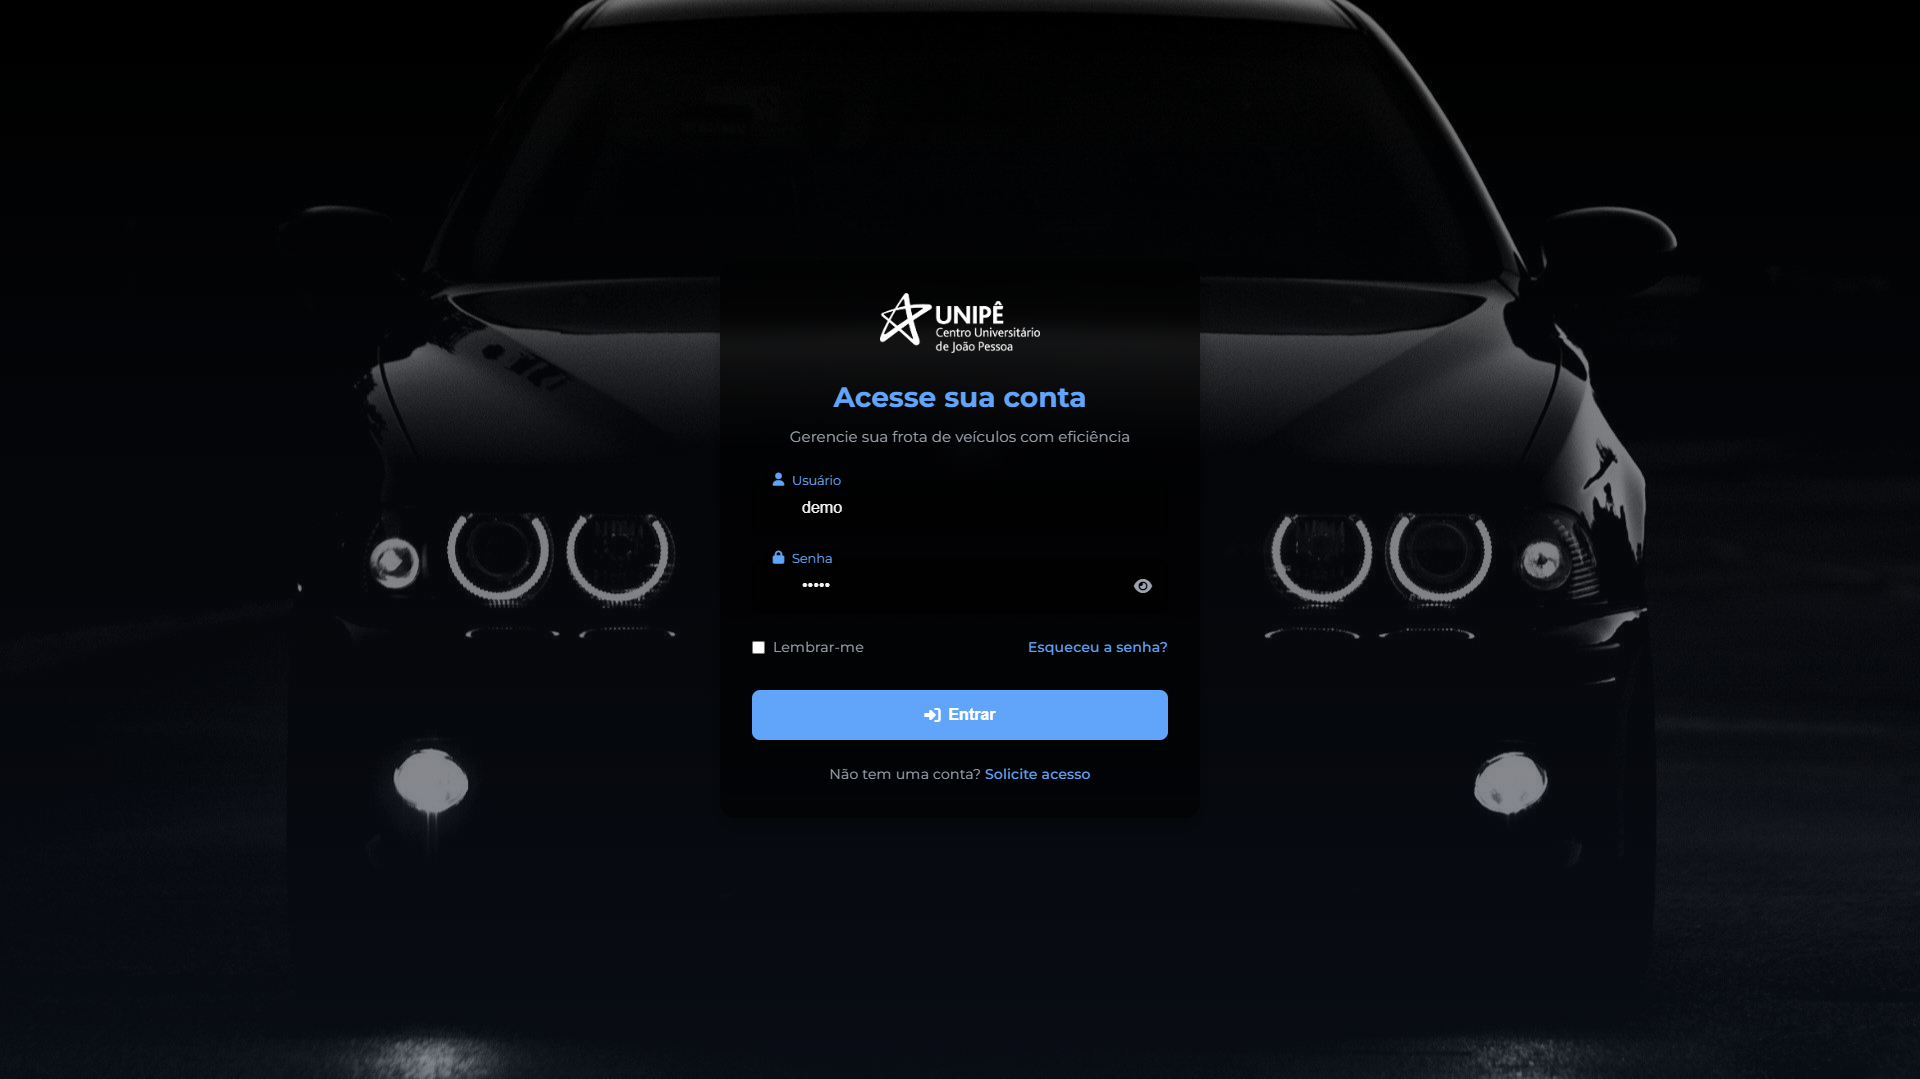 UNIPÊ
Centro Universitário
de João Pessoa
Acesse sua conta
Gerencie sua frota de veículos com eficiência
Usuário
demo
Senha
•••••
Lembrar-me
Esqueceu a senha?
Entrar
Não tem uma conta? Solicite acesso